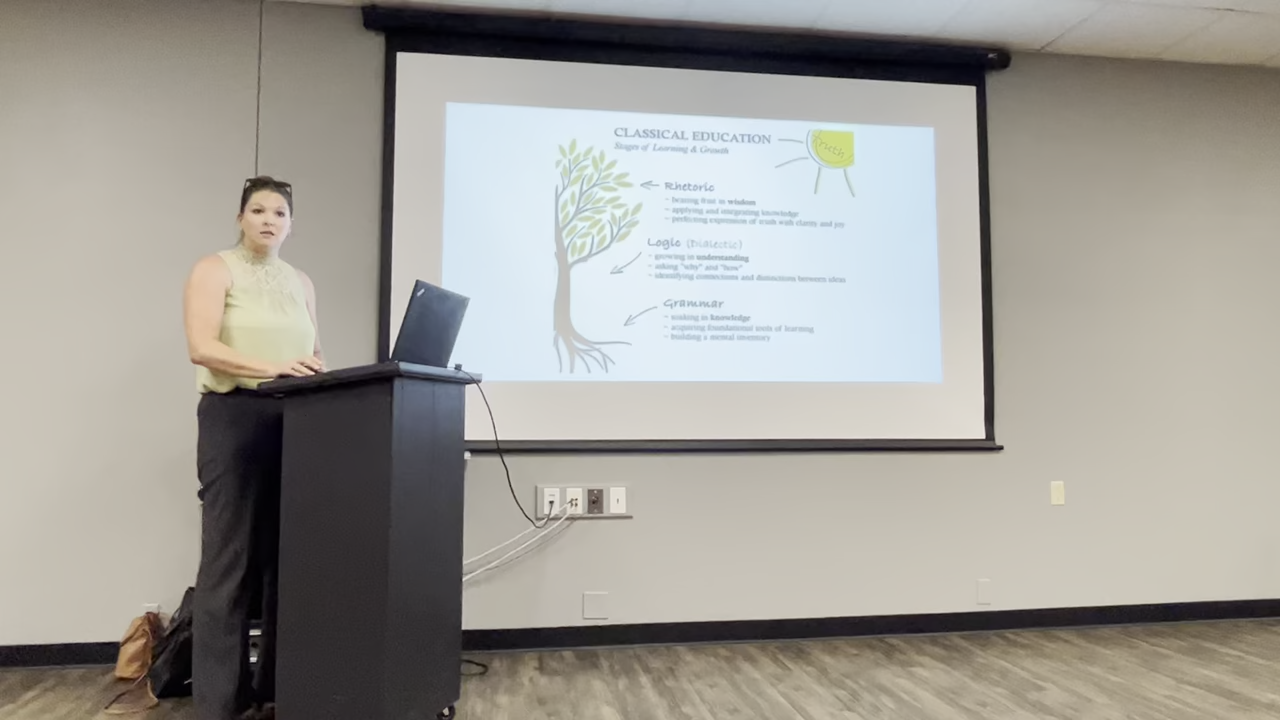 CLASSICAL EDUCATION
Stages of Learning & Growth
Truth
Rhetoric
~ bearing fruit in wisdom
~ applying and integrating knowledge
~ perfecting expression of truth with clarity and joy
Logic (Dialectic)
~ growing in understanding
~ asking "why" and "how"
~ identifying connections and distinctions between ideas
Grammar
~ soaking in knowledge
~ acquiring foundational tools of learning
~ building a mental inventory